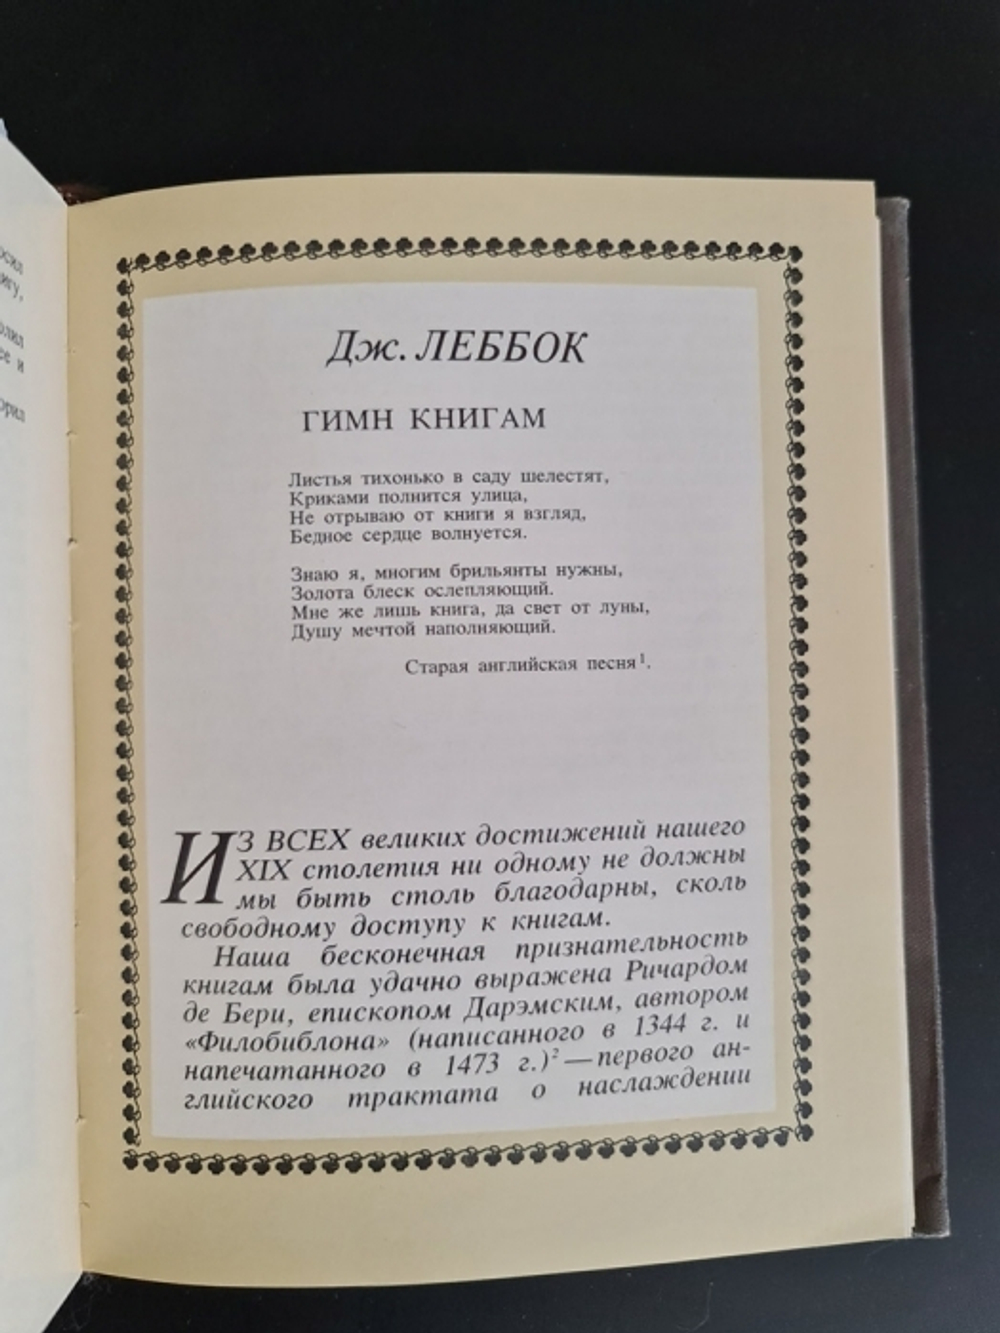 Дж. ЛЕББОК
ГИМН КНИГАМ
Листья тихонько в саду шелестят,
Криками полнится улица,
Не отрываю от книги я взгляд,
Бедное сердце волнуется.
Знаю я, многим брильянты нужны,
Золота блеск ослепляющий.
Мне же лишь книга, да свет от луны,
Душу мечтой наполняющий.
Старая английская песня¹.
ИЗ ВСЕХ великих достижений нашего
XIX столетия ни одному не должны
мы быть столь благодарны, сколь
свободному доступу к книгам.
Наша бесконечная признательность
книгам была удачно выражена Ричардом
де Бери, епископом Дарэмским, автором
«Филобиблона» (написанного в 1344 г. и
напечатанного в 1473 г.)² — первого ан-
глийского трактата о наслаждении